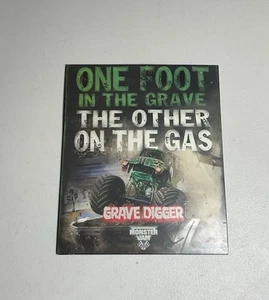 ONE FOOT
IN THE GRAVE
THE OTHER
ON THE GAS
GRAVE DIGGER
MONSTER
JAM